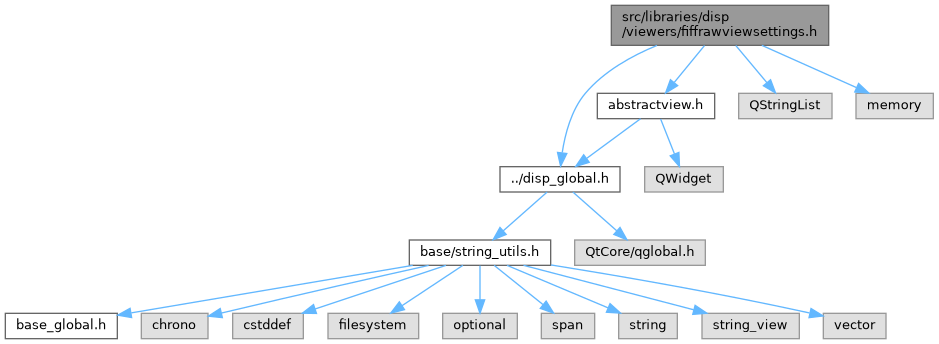 src/libraries/disp
/viewers/fiffrawviewsettings.h
abstractview.h
QStringList
memory
../disp_global.h
QWidget
base/string_utils.h
QtCore/qglobal.h
base_global.h
chrono
cstddef
filesystem
optional
span
string
string_view
vector